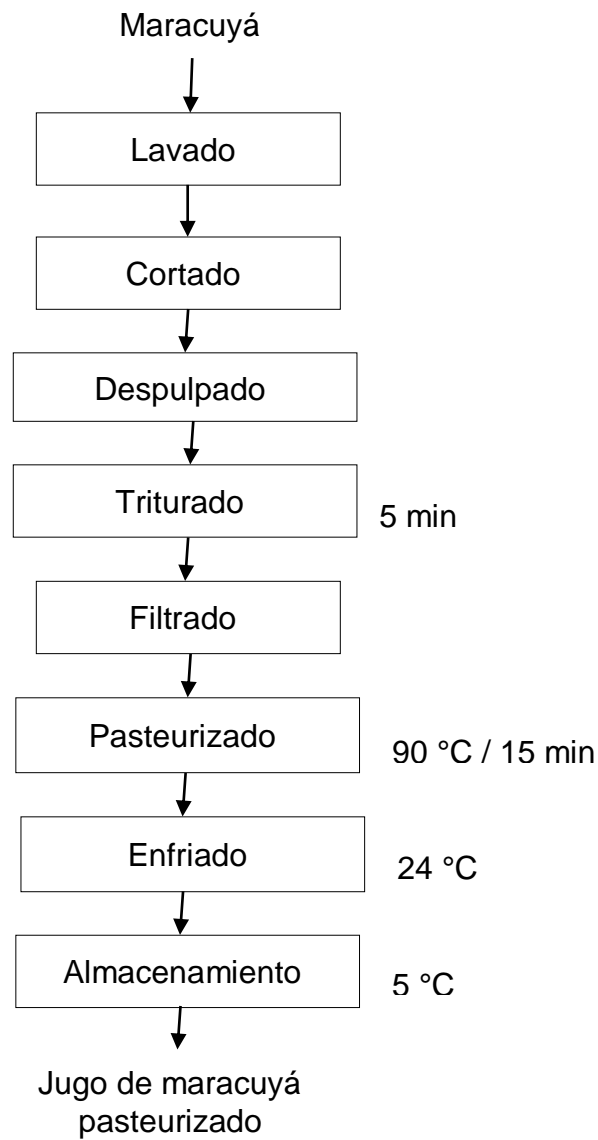 Maracuyá
Lavado
Cortado
Despulpado
Triturado
5 min
Filtrado
Pasteurizado
90 °C / 15 min
Enfriado
24 °C
Almacenamiento
5 °C
Jugo de maracuyá
pasteurizado